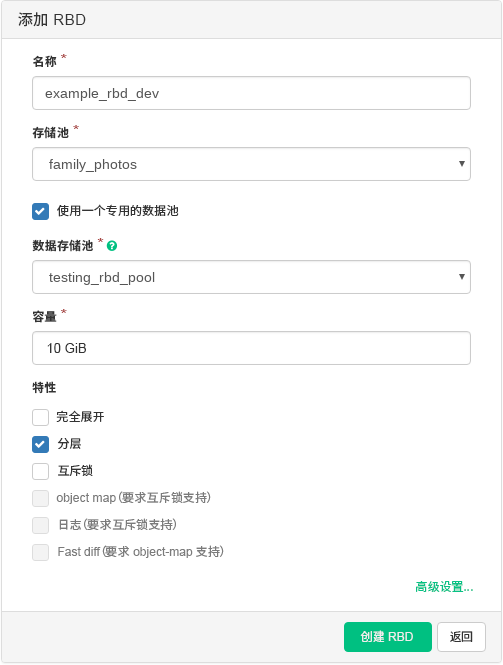 添加 RBD
名称 *
example_rbd_dev
存储池 *
family_photos
使用一个专用的数据池
数据存储池 *
testing_rbd_pool
容量 *
10 GiB
特性
完全展开
分层
互斥锁
object map (要求互斥锁支持)
日志 (要求互斥锁支持)
Fast diff (要求 object-map 支持)
高级设置...
创建 RBD
返回